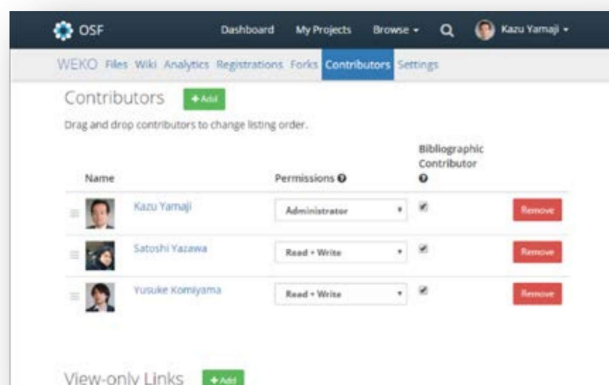 OSF Dashboard My Projects Browse Kazu Yamaji
WEKO Files Wiki Analytics Registrations Forks Contributors Settings
Contributors + Add
Drag and drop contributors to change listing order.
Name Permissions Bibliographic Contributor
Kazu Yamaji Administrator Remove
Satoshi Yazawa Read + Write Remove
Yusuke Komiyama Read + Write Remove
View-only Links + Add